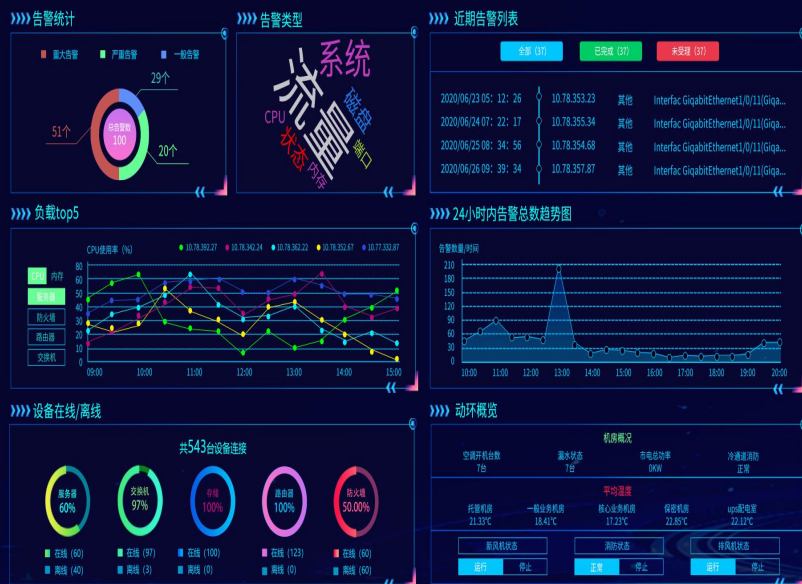 告警统计
重大告警 严重告警 一般告警
29个
51个
总告警数
100
20个
告警类型
系统
流量
磁盘
CPU
状态
端口
内存
近期告警列表
全部（37） 已完成（37） 未受理（37）
2020/06/23 05：12：26 10.78.353.23 其他 Interfac GigabitEthernet1/0/11(Giqa...
2020/06/24 07：22：17 10.78.355.34 其他 Interfac GigabitEthernet1/0/11(Giqa...
2020/06/25 08：34：56 10.78.354.68 其他 Interfac GigabitEthernet1/0/11(Giqa...
2020/06/26 09：39：34 10.78.357.87 其他 Interfac GigabitEthernet1/0/11(Giqa...
负载top5
CPU使用率（%） 10.78.392.27 10.78.342.24 10.78.362.22 10.78.352.67 10.77.332.87
CPU 内存
服务器
防火墙
路由器
交换机
80
70
60
50
40
30
20
10
0
09:00 10:00 11:00 12:00 13:00 14:00 15:00
24小时内告警总数趋势图
告警数量/时间
210
180
150
120
90
60
30
0
10:00 11:00 12:00 13:00 14:00 15:00 16:00 17:00 18:00 19:00 20:00
设备在线/离线
共543台设备连接
服务器
60%
交换机
97%
存储
100%
路由器
100%
防火墙
50.00%
在线（60） 在线（97） 在线（100） 在线（123） 在线（60）
离线（40） 离线（3） 离线（0） 离线（0） 离线（60）
动环概览
机房概况
空调开机台数 漏水状态 市电总功率 冷通道消防
7台 7台 0KW 正常
平均温度
托管机房 一般业务机房 核心业务机房 保密机房 ups配电室
21.33℃ 18.41℃ 17.23℃ 22.85℃ 22.12℃
新风机状态 消防状态 排风机状态
运行 停止 正常 停止 运行 停止